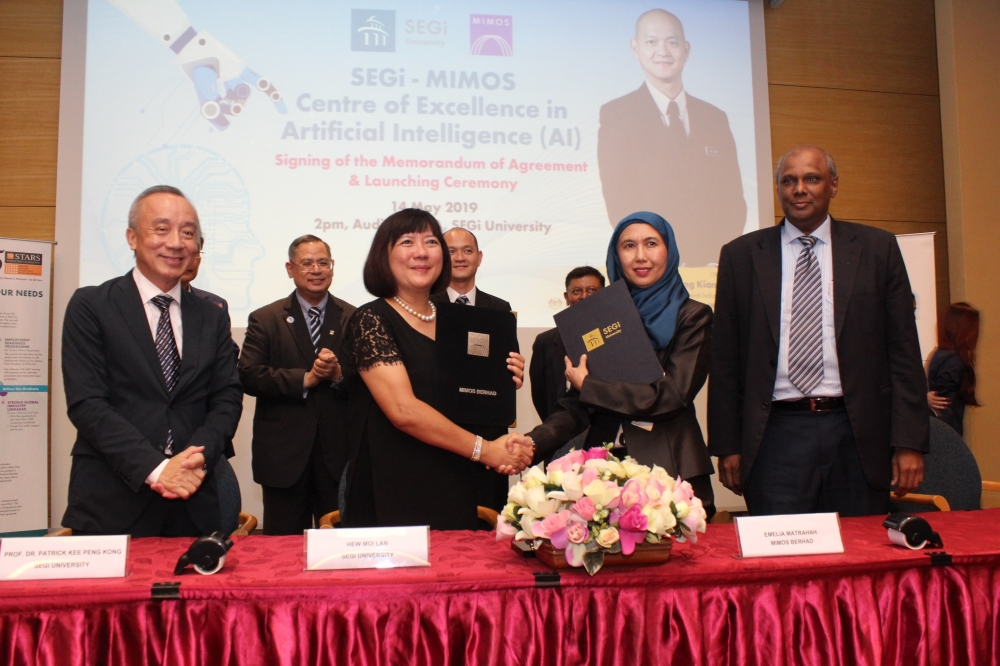 SEGi
University
MIMOS
SEGi - MIMOS
Centre of Excellence in
Artificial Intelligence (AI)
Signing of the Memorandum of Agreement
& Launching Ceremony
14 May 2019
2pm, SEGi University
STARS
OUR NEEDS
MIMOS BERHAD
SEGi
University
PROF. DR. PATRICK KEE PENG KONG
SEGI UNIVERSITY
HEW MOI LAN
SEGI UNIVERSITY
EMELIA MATRAHAH
MIMOS BERHAD